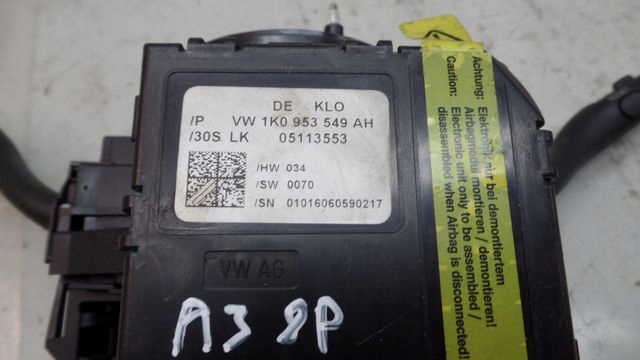 DE KLO
/P VW 1K0 953 549 AH
/30S LK 05113553
/HW 034
/SW 0070
/SN 01016060590217
VW AG
A3 8P
Achtung: Elektronik nur bei demontiertem
Airbagmodul montieren / demontieren!
Caution: Electronic unit only to be assembled /
disassembled when Airbag is disconnected!